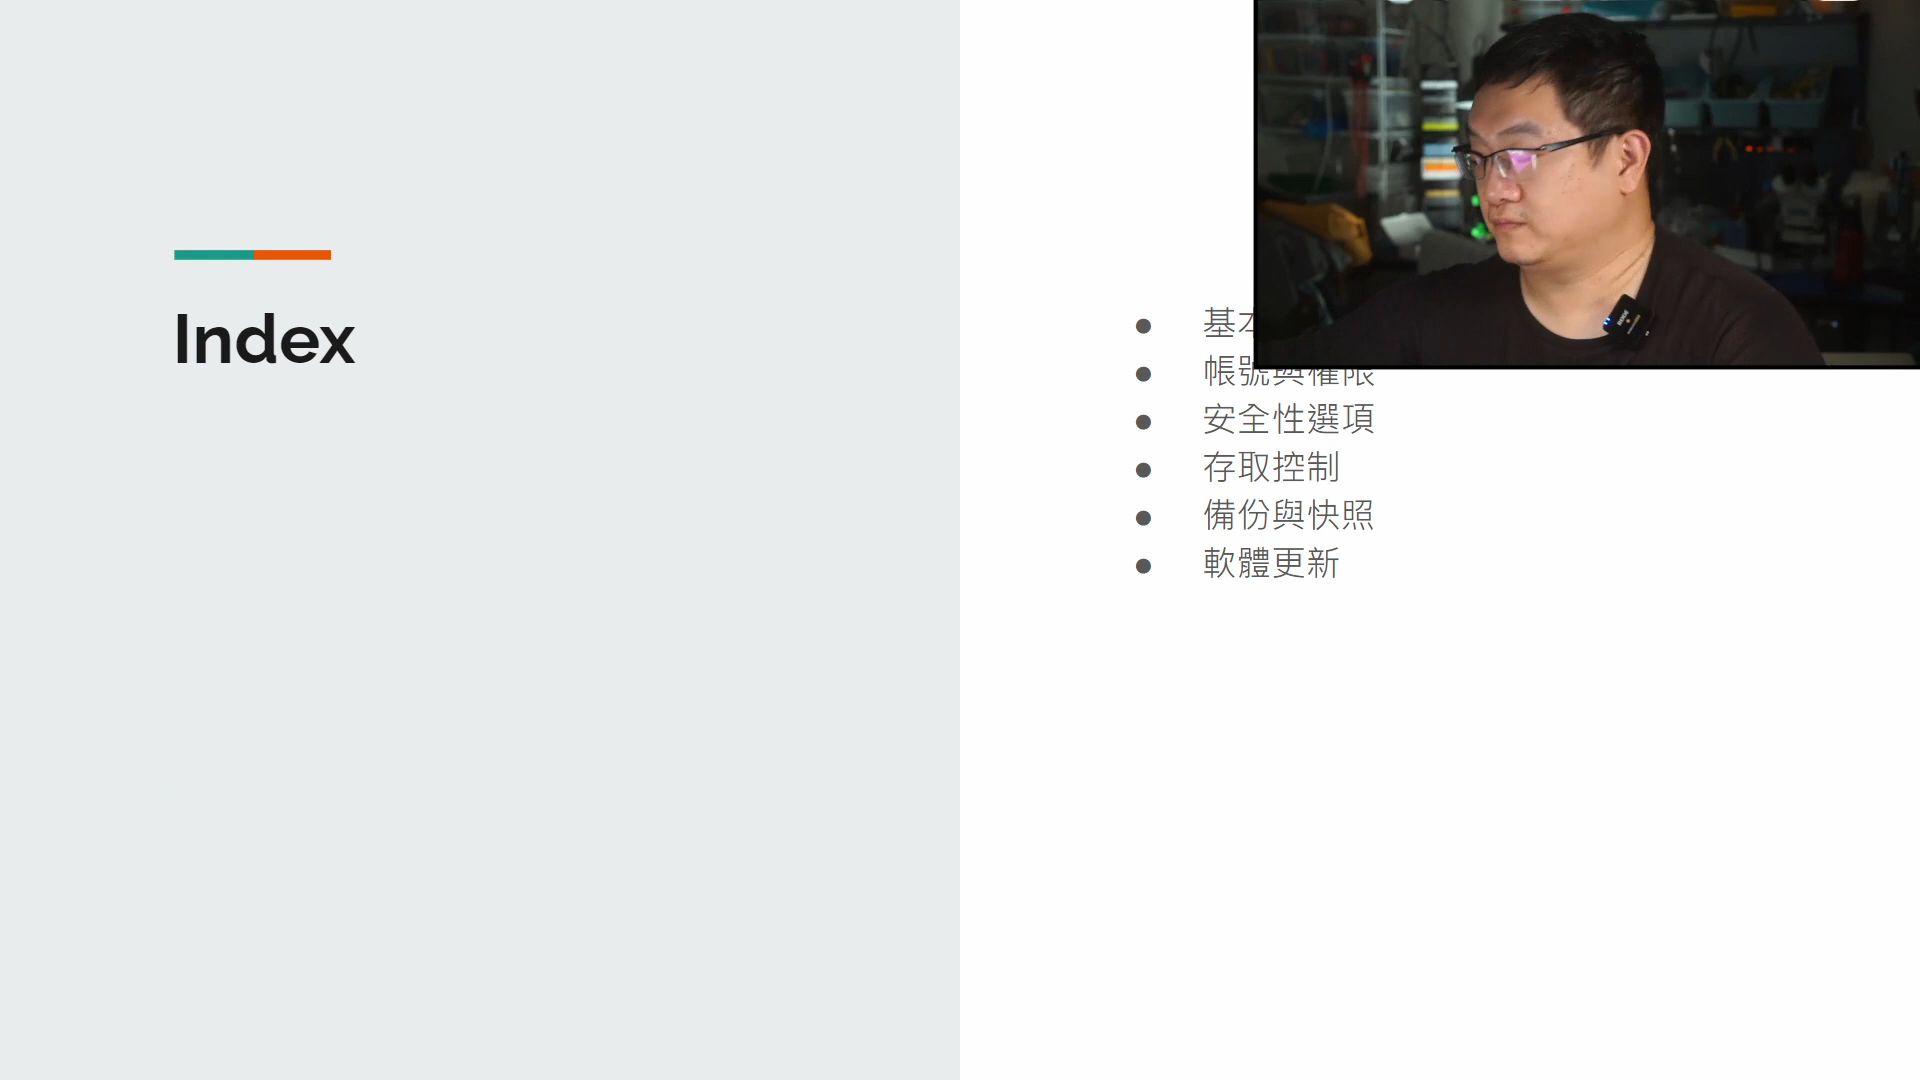 Index
● 基本
● 帳號與權限
● 安全性選項
● 存取控制
● 備份與快照
● 軟體更新